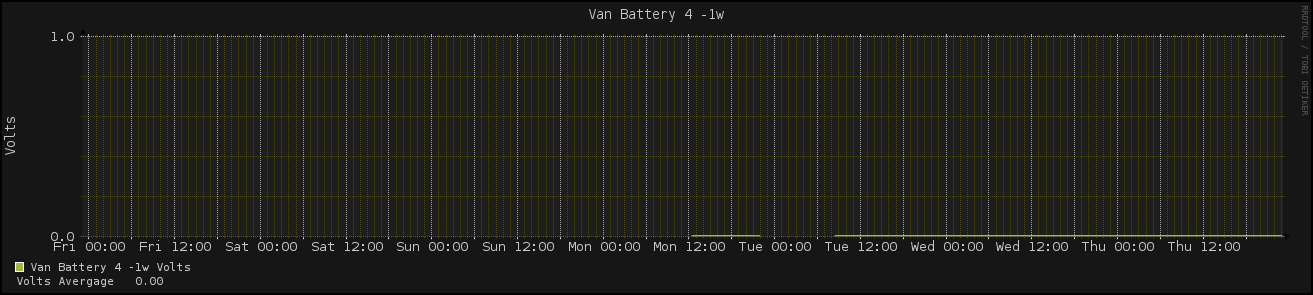 Van Battery 4 -1w
RRDTOOL / TOBI OETIKER
Volts
1.0
0.0
Fri 00:00 Fri 12:00 Sat 00:00 Sat 12:00 Sun 00:00 Sun 12:00 Mon 00:00 Mon 12:00 Tue 00:00 Tue 12:00 Wed 00:00 Wed 12:00 Thu 00:00 Thu 12:00
Van Battery 4 -1w Volts
Volts Avergage 0.00